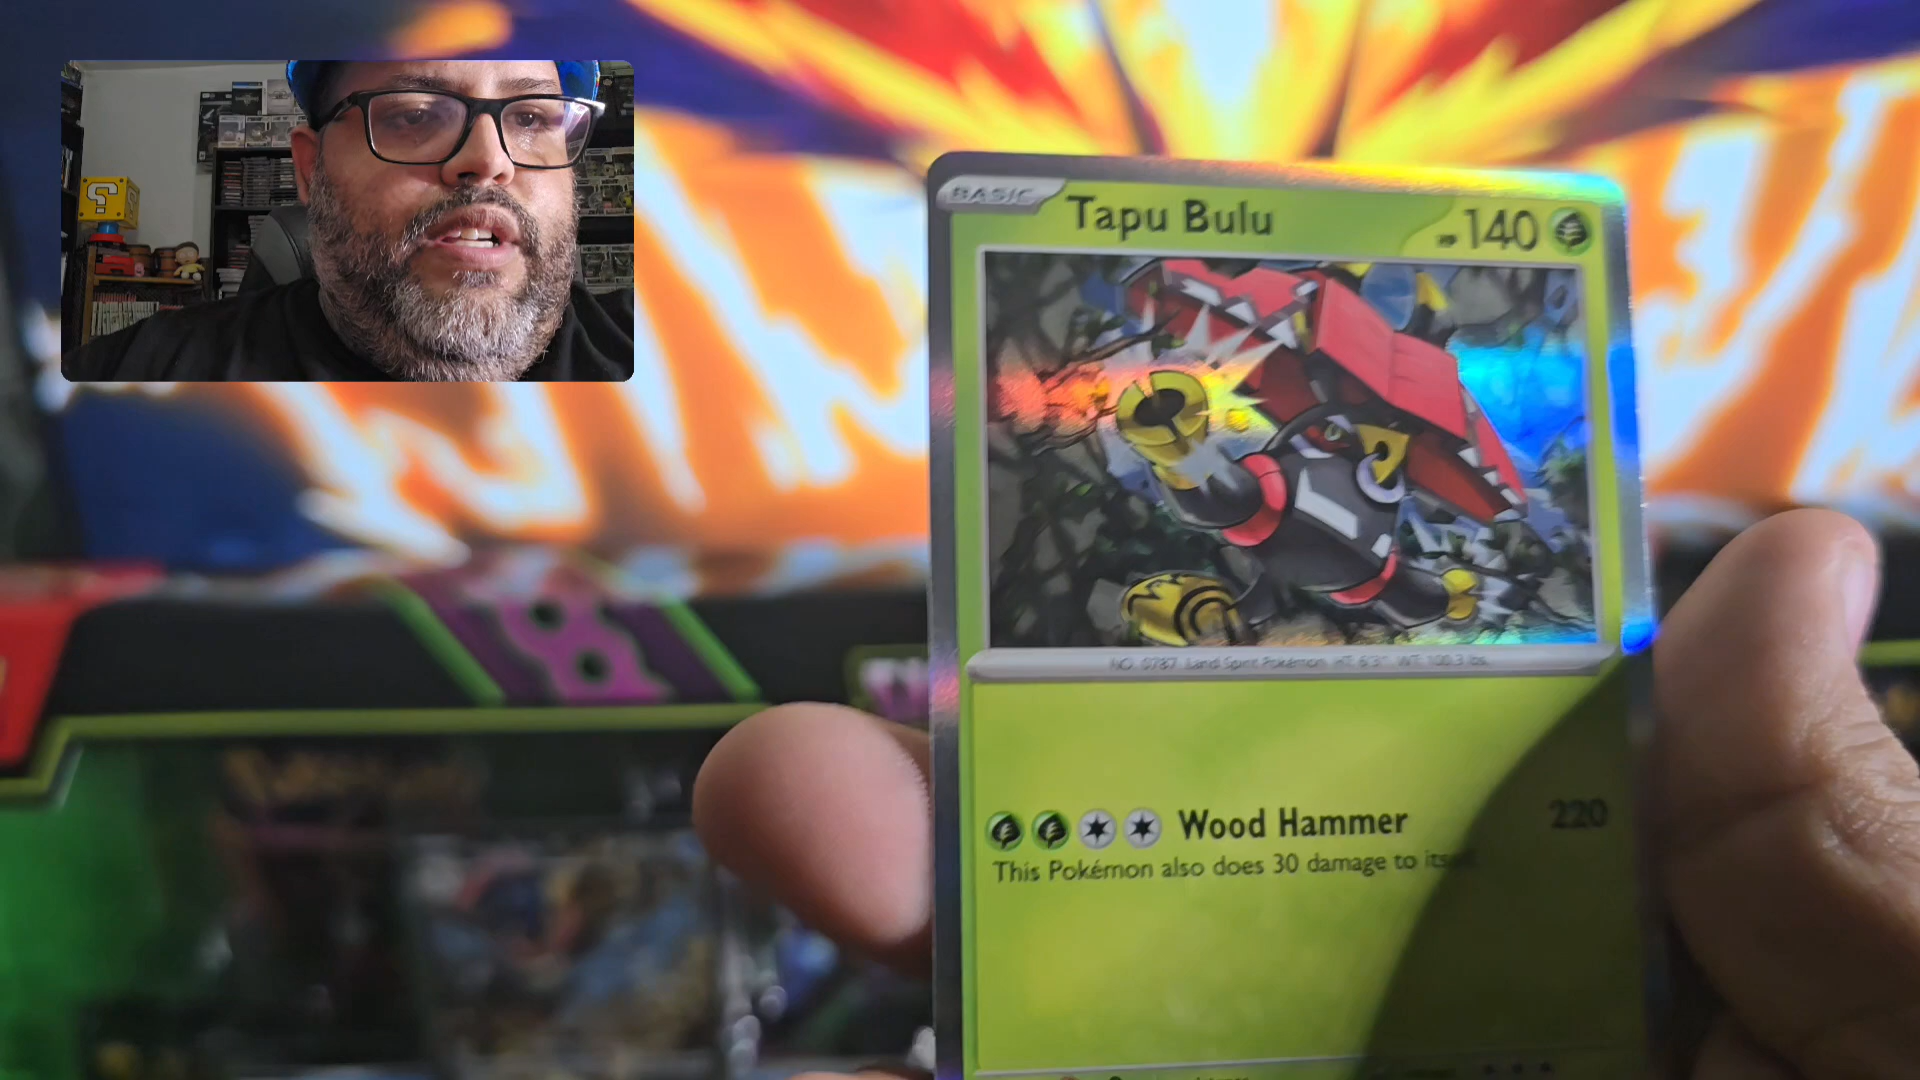 BASIC
Tapu Bulu
HP 140
NO. 0787 Land Spirit Pokémon HT: 6'3" WT: 100.3 lbs.
Wood Hammer 220
This Pokémon also does 30 damage to